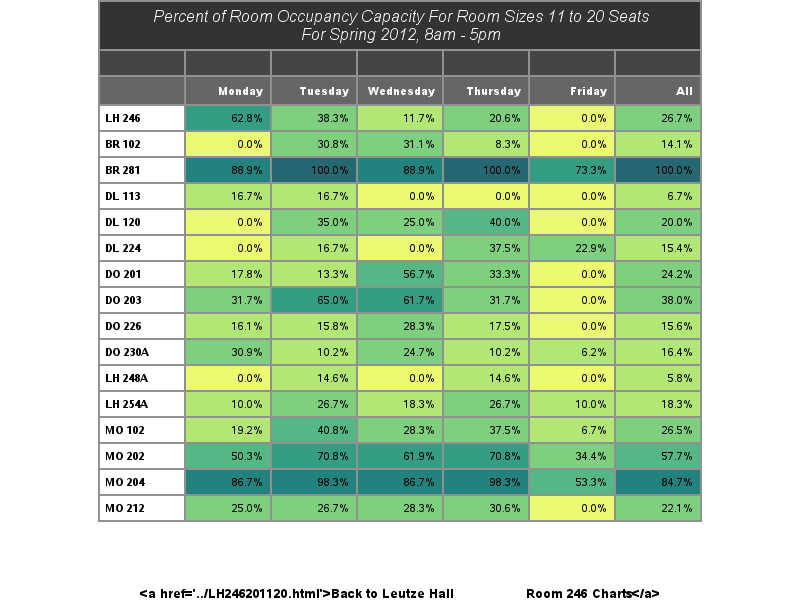 Percent of Room Occupancy Capacity For Room Sizes 11 to 20 Seats
For Spring 2012, 8am - 5pm
Monday Tuesday Wednesday Thursday Friday All
LH 246 62.8% 38.3% 11.7% 20.6% 0.0% 26.7%
BR 102 0.0% 30.8% 31.1% 8.3% 0.0% 14.1%
BR 281 88.9% 100.0% 88.9% 100.0% 73.3% 100.0%
DL 113 16.7% 16.7% 0.0% 0.0% 0.0% 6.7%
DL 120 0.0% 35.0% 25.0% 40.0% 0.0% 20.0%
DL 224 0.0% 16.7% 0.0% 37.5% 22.9% 15.4%
DO 201 17.8% 13.3% 56.7% 33.3% 0.0% 24.2%
DO 203 31.7% 65.0% 61.7% 31.7% 0.0% 38.0%
DO 226 16.1% 15.8% 28.3% 17.5% 0.0% 15.6%
DO 230A 30.9% 10.2% 24.7% 10.2% 6.2% 16.4%
LH 248A 0.0% 14.6% 0.0% 14.6% 0.0% 5.8%
LH 254A 10.0% 26.7% 18.3% 26.7% 10.0% 18.3%
MO 102 19.2% 40.8% 28.3% 37.5% 6.7% 26.5%
MO 202 50.3% 70.8% 61.9% 70.8% 34.4% 57.7%
MO 204 86.7% 98.3% 86.7% 98.3% 53.3% 84.7%
MO 212 25.0% 26.7% 28.3% 30.6% 0.0% 22.1%
<a href='../LH246201120.html'>Back to Leutze Hall Room 246 Charts</a>